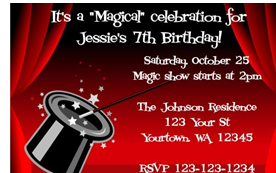 It's a "Magical" celebration for
Jessie's 7th Birthday!
Saturday, October 25
Magic show starts at 2pm
The Johnson Residence
123 Your St
Yourtown, WA 12345
RSVP 123-123-1234